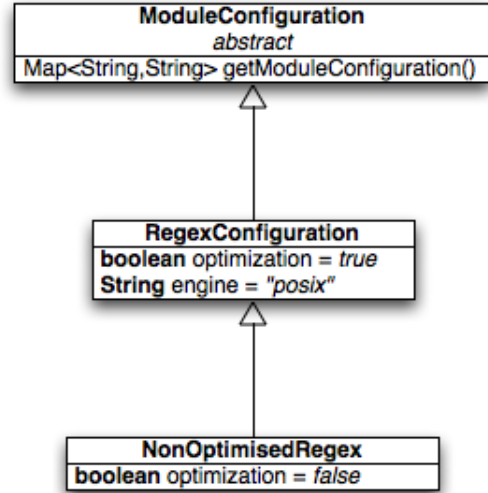 ModuleConfiguration
abstract
Map<String,String> getModuleConfiguration()
RegexConfiguration
boolean optimization = true
String engine = "posix"
NonOptimisedRegex
boolean optimization = false